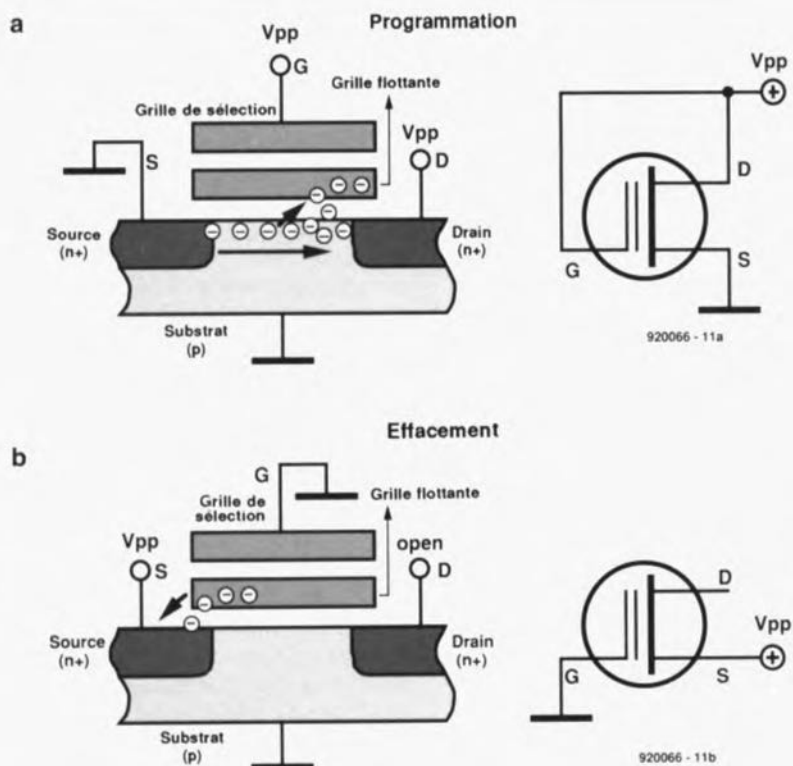 a
Programmation
Vpp
G
Grille flottante
Grille de sélection
Vpp
S
D
Source
(n+)
Drain
(n+)
Substrat
(p)
Vpp
D
G
S
920066 - 11a
b
Effacement
G
Grille de
sélection
Grille flottante
Vpp
open
S
D
Source
(n+)
Drain
(n+)
Substrat
(p)
D
Vpp
G
S
920066 - 11b